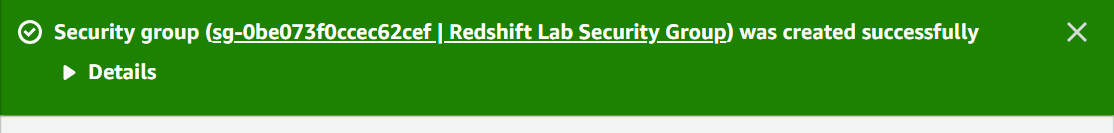 Security group (sg-0be073f0ccec62cef | Redshift Lab Security Group) was created successfully
Details